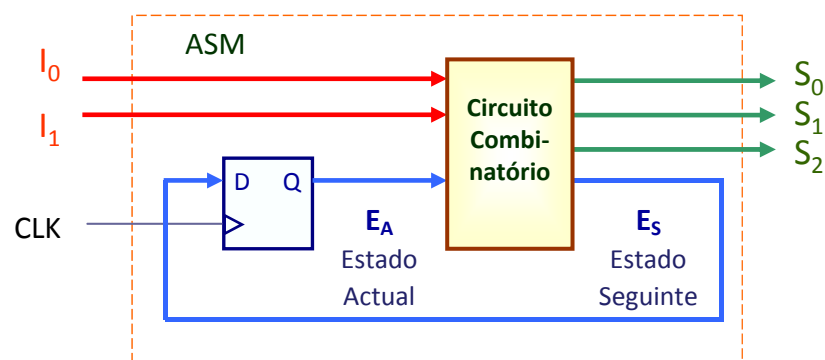 ASM
I0
I1
Circuito
Combi-
natório
S0
S1
S2
D Q
CLK
EA
Estado
Actual
ES
Estado
Seguinte